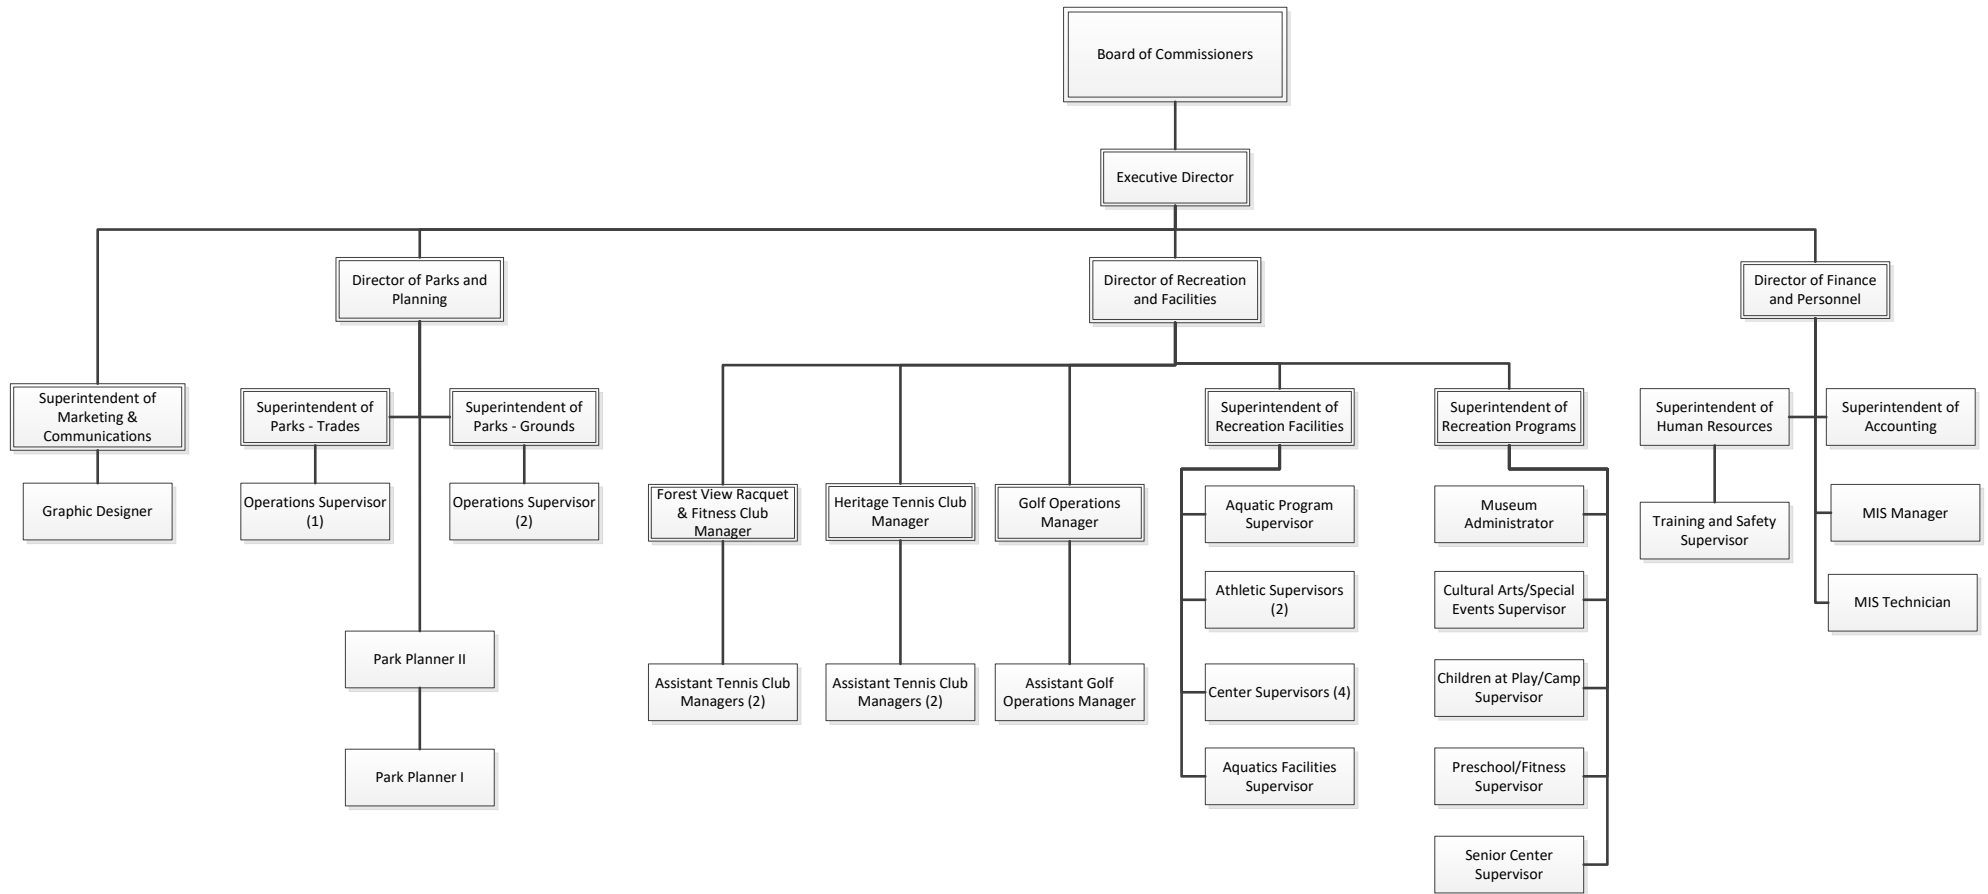 Board of Commissioners
Executive Director
Director of Parks and
Planning
Director of Recreation
and Facilities
Director of Finance
and Personnel
Superintendent of
Marketing &
Communications
Superintendent of
Parks - Trades
Superintendent of
Parks - Grounds
Superintendent of
Recreation Facilities
Superintendent of
Recreation Programs
Superintendent of
Human Resources
Superintendent of
Accounting
Graphic Designer
Operations Supervisor
(1)
Operations Supervisor
(2)
Forest View Racquet
& Fitness Club
Manager
Heritage Tennis Club
Manager
Golf Operations
Manager
Aquatic Program
Supervisor
Museum
Administrator
Training and Safety
Supervisor
MIS Manager
Athletic Supervisors
(2)
Cultural Arts/Special
Events Supervisor
MIS Technician
Park Planner II
Assistant Tennis Club
Managers (2)
Assistant Tennis Club
Managers (2)
Assistant Golf
Operations Manager
Center Supervisors (4)
Children at Play/Camp
Supervisor
Park Planner I
Aquatics Facilities
Supervisor
Preschool/Fitness
Supervisor
Senior Center
Supervisor